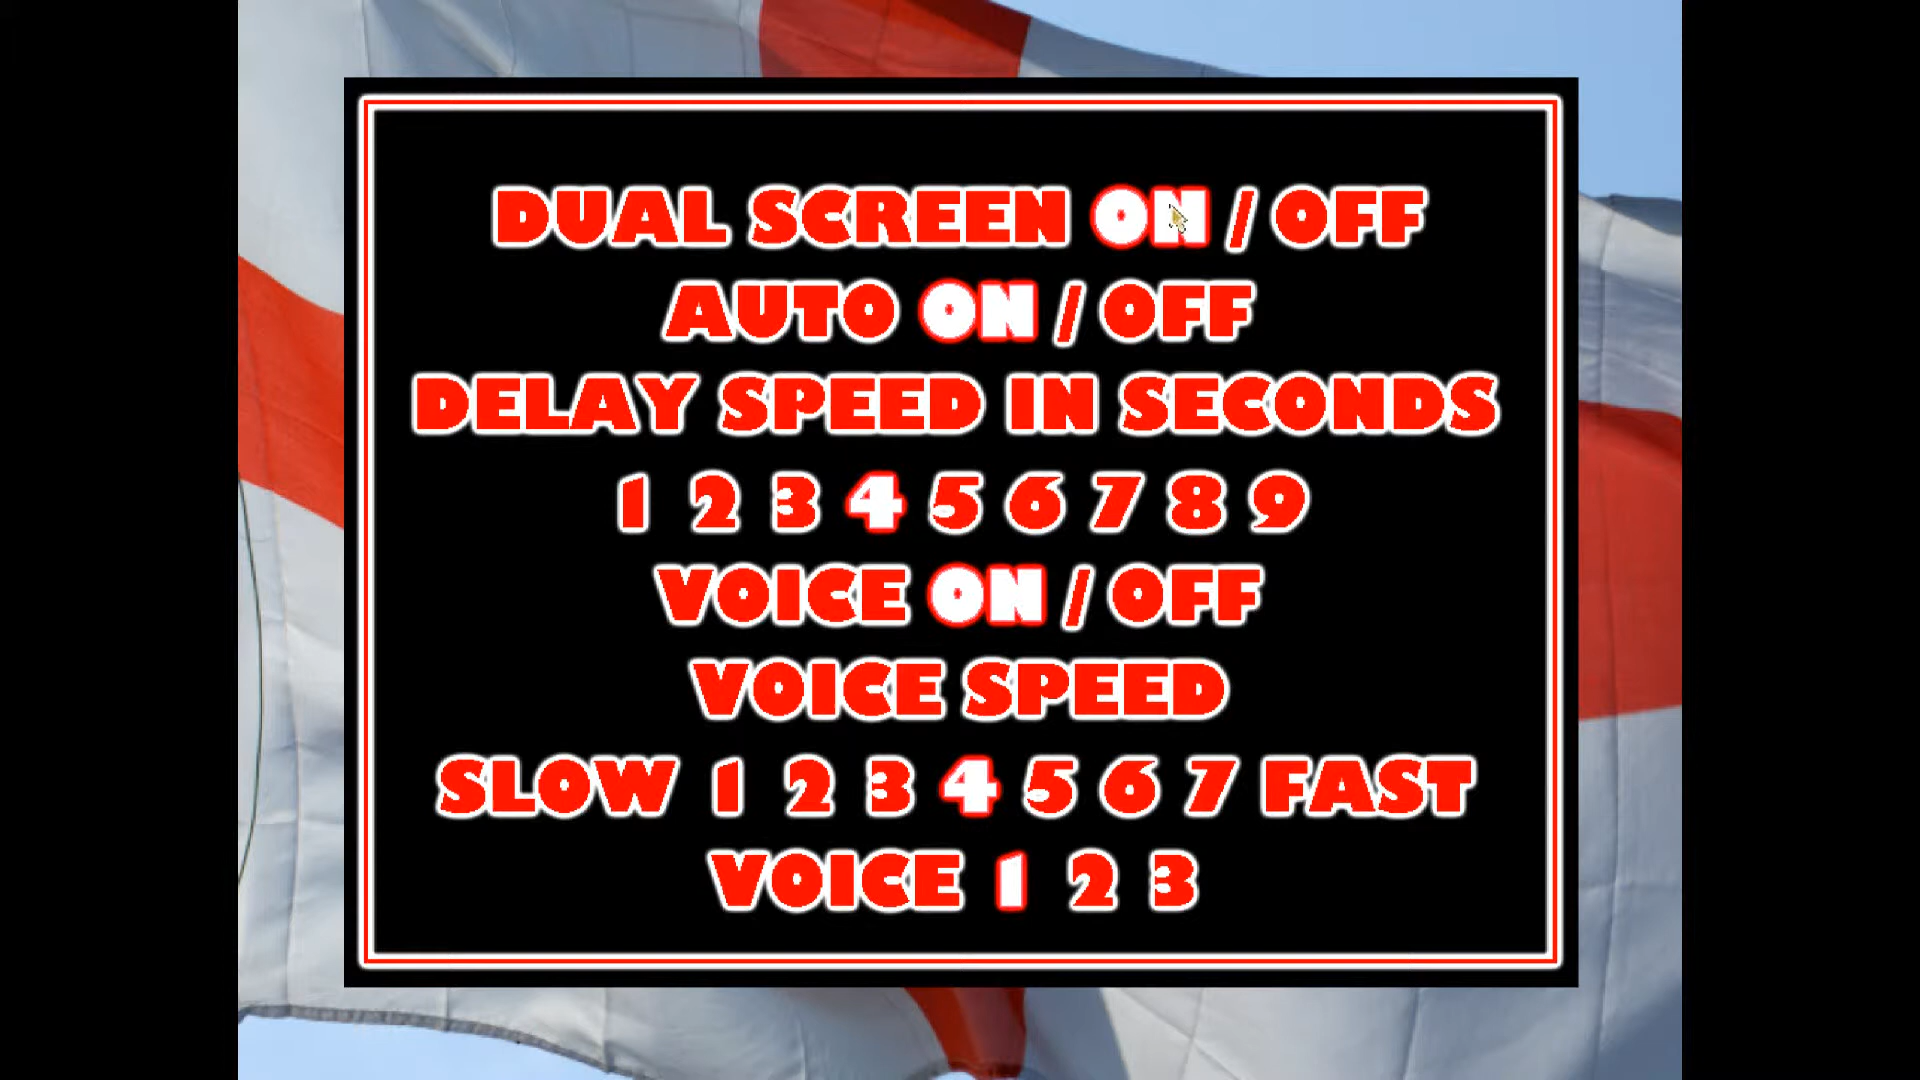 DUAL SCREEN ON / OFF
AUTO ON / OFF
DELAY SPEED IN SECONDS
1 2 3 4 5 6 7 8 9
VOICE ON / OFF
VOICE SPEED
SLOW 1 2 3 4 5 6 7 FAST
VOICE 1 2 3